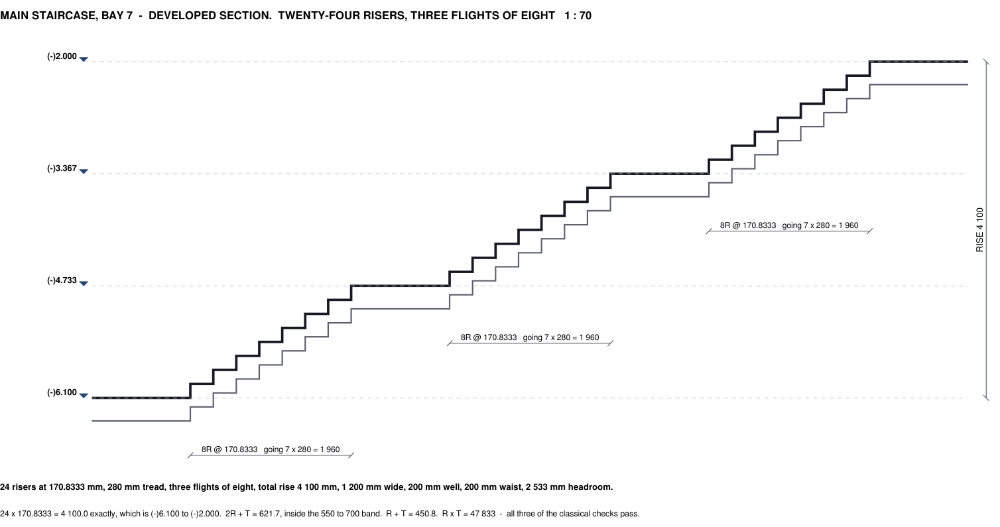 MAIN STAIRCASE, BAY 7 - DEVELOPED SECTION. TWENTY-FOUR RISERS, THREE FLIGHTS OF EIGHT 1 : 70
(-)2.000
(-)3.367
RISE 4 100
8R @ 170.8333 going 7 x 280 = 1 960
(-)4.733
8R @ 170.8333 going 7 x 280 = 1 960
(-)6.100
8R @ 170.8333 going 7 x 280 = 1 960
24 risers at 170.8333 mm, 280 mm tread, three flights of eight, total rise 4 100 mm, 1 200 mm wide, 200 mm well, 200 mm waist, 2 533 mm headroom.
24 x 170.8333 = 4 100.0 exactly, which is (-)6.100 to (-)2.000. 2R + T = 621.7, inside the 550 to 700 band. R + T = 450.8. R x T = 47 833 - all three of the classical checks pass.